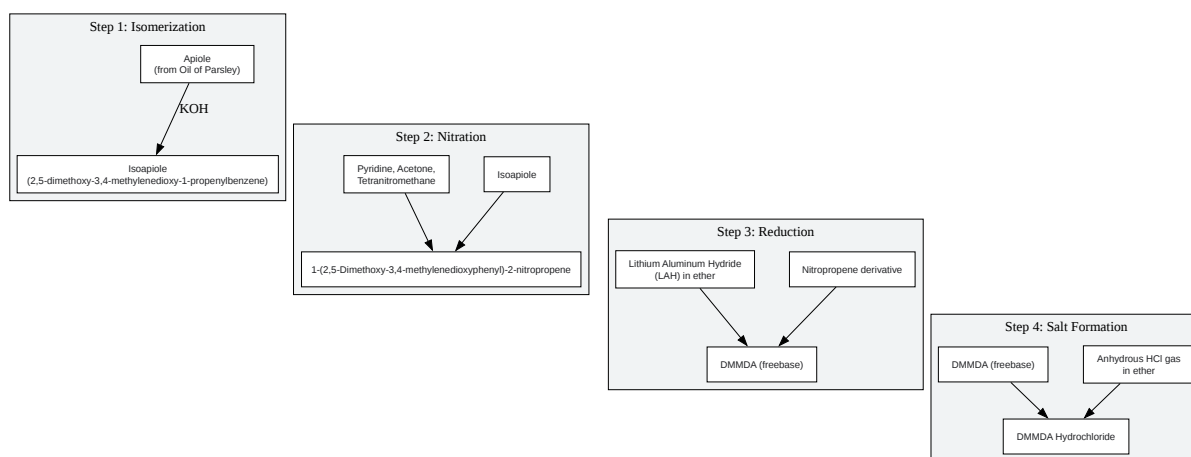 Step 1: Isomerization
Apiole
(from Oil of Parsley)
KOH
Isoapiole
(2,5-dimethoxy-3,4-methylenedioxy-1-propenylbenzene)
Step 2: Nitration
Pyridine, Acetone,
Tetranitromethane
Isoapiole
1-(2,5-Dimethoxy-3,4-methylenedioxyphenyl)-2-nitropropene
Step 3: Reduction
Lithium Aluminum Hydride
(LAH) in ether
Nitropropene derivative
DMMDA (freebase)
Step 4: Salt Formation
DMMDA (freebase)
Anhydrous HCl gas
in ether
DMMDA Hydrochloride